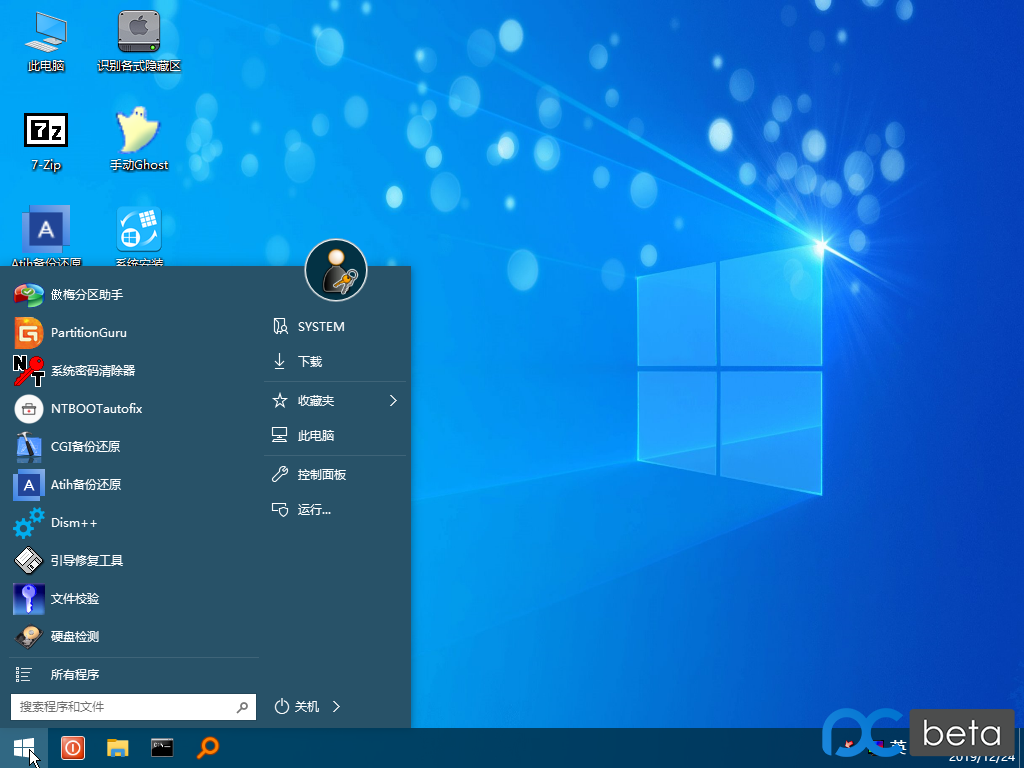 此电脑
识别各式隐藏区
7z
7-Zip
手动Ghost
A
Atih备份还原
系统安装
傲梅分区助手
PartitionGuru
NT
系统密码清除器
NTBOOTautofix
CGI备份还原
A
Atih备份还原
Dism++
引导修复工具
文件校验
硬盘检测
所有程序
搜索程序和文件
SYSTEM
下载
收藏夹
此电脑
控制面板
运行...
关机
英
pc beta
2019/12/24